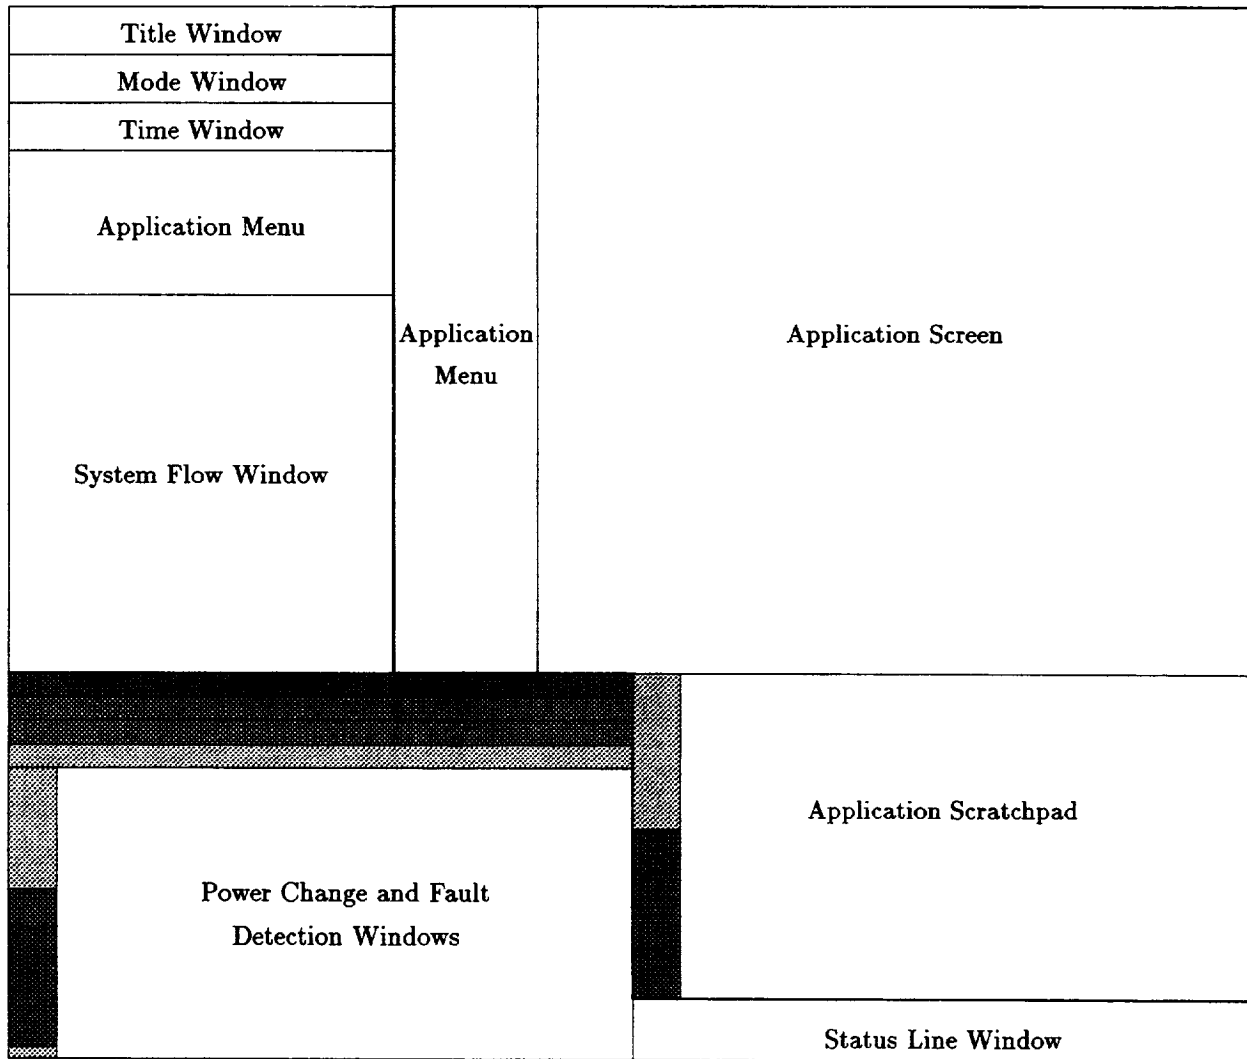 Title Window
Mode Window
Time Window
Application Menu
System Flow Window
Application
Menu
Application Screen
Power Change and Fault
Detection Windows
Application Scratchpad
Status Line Window